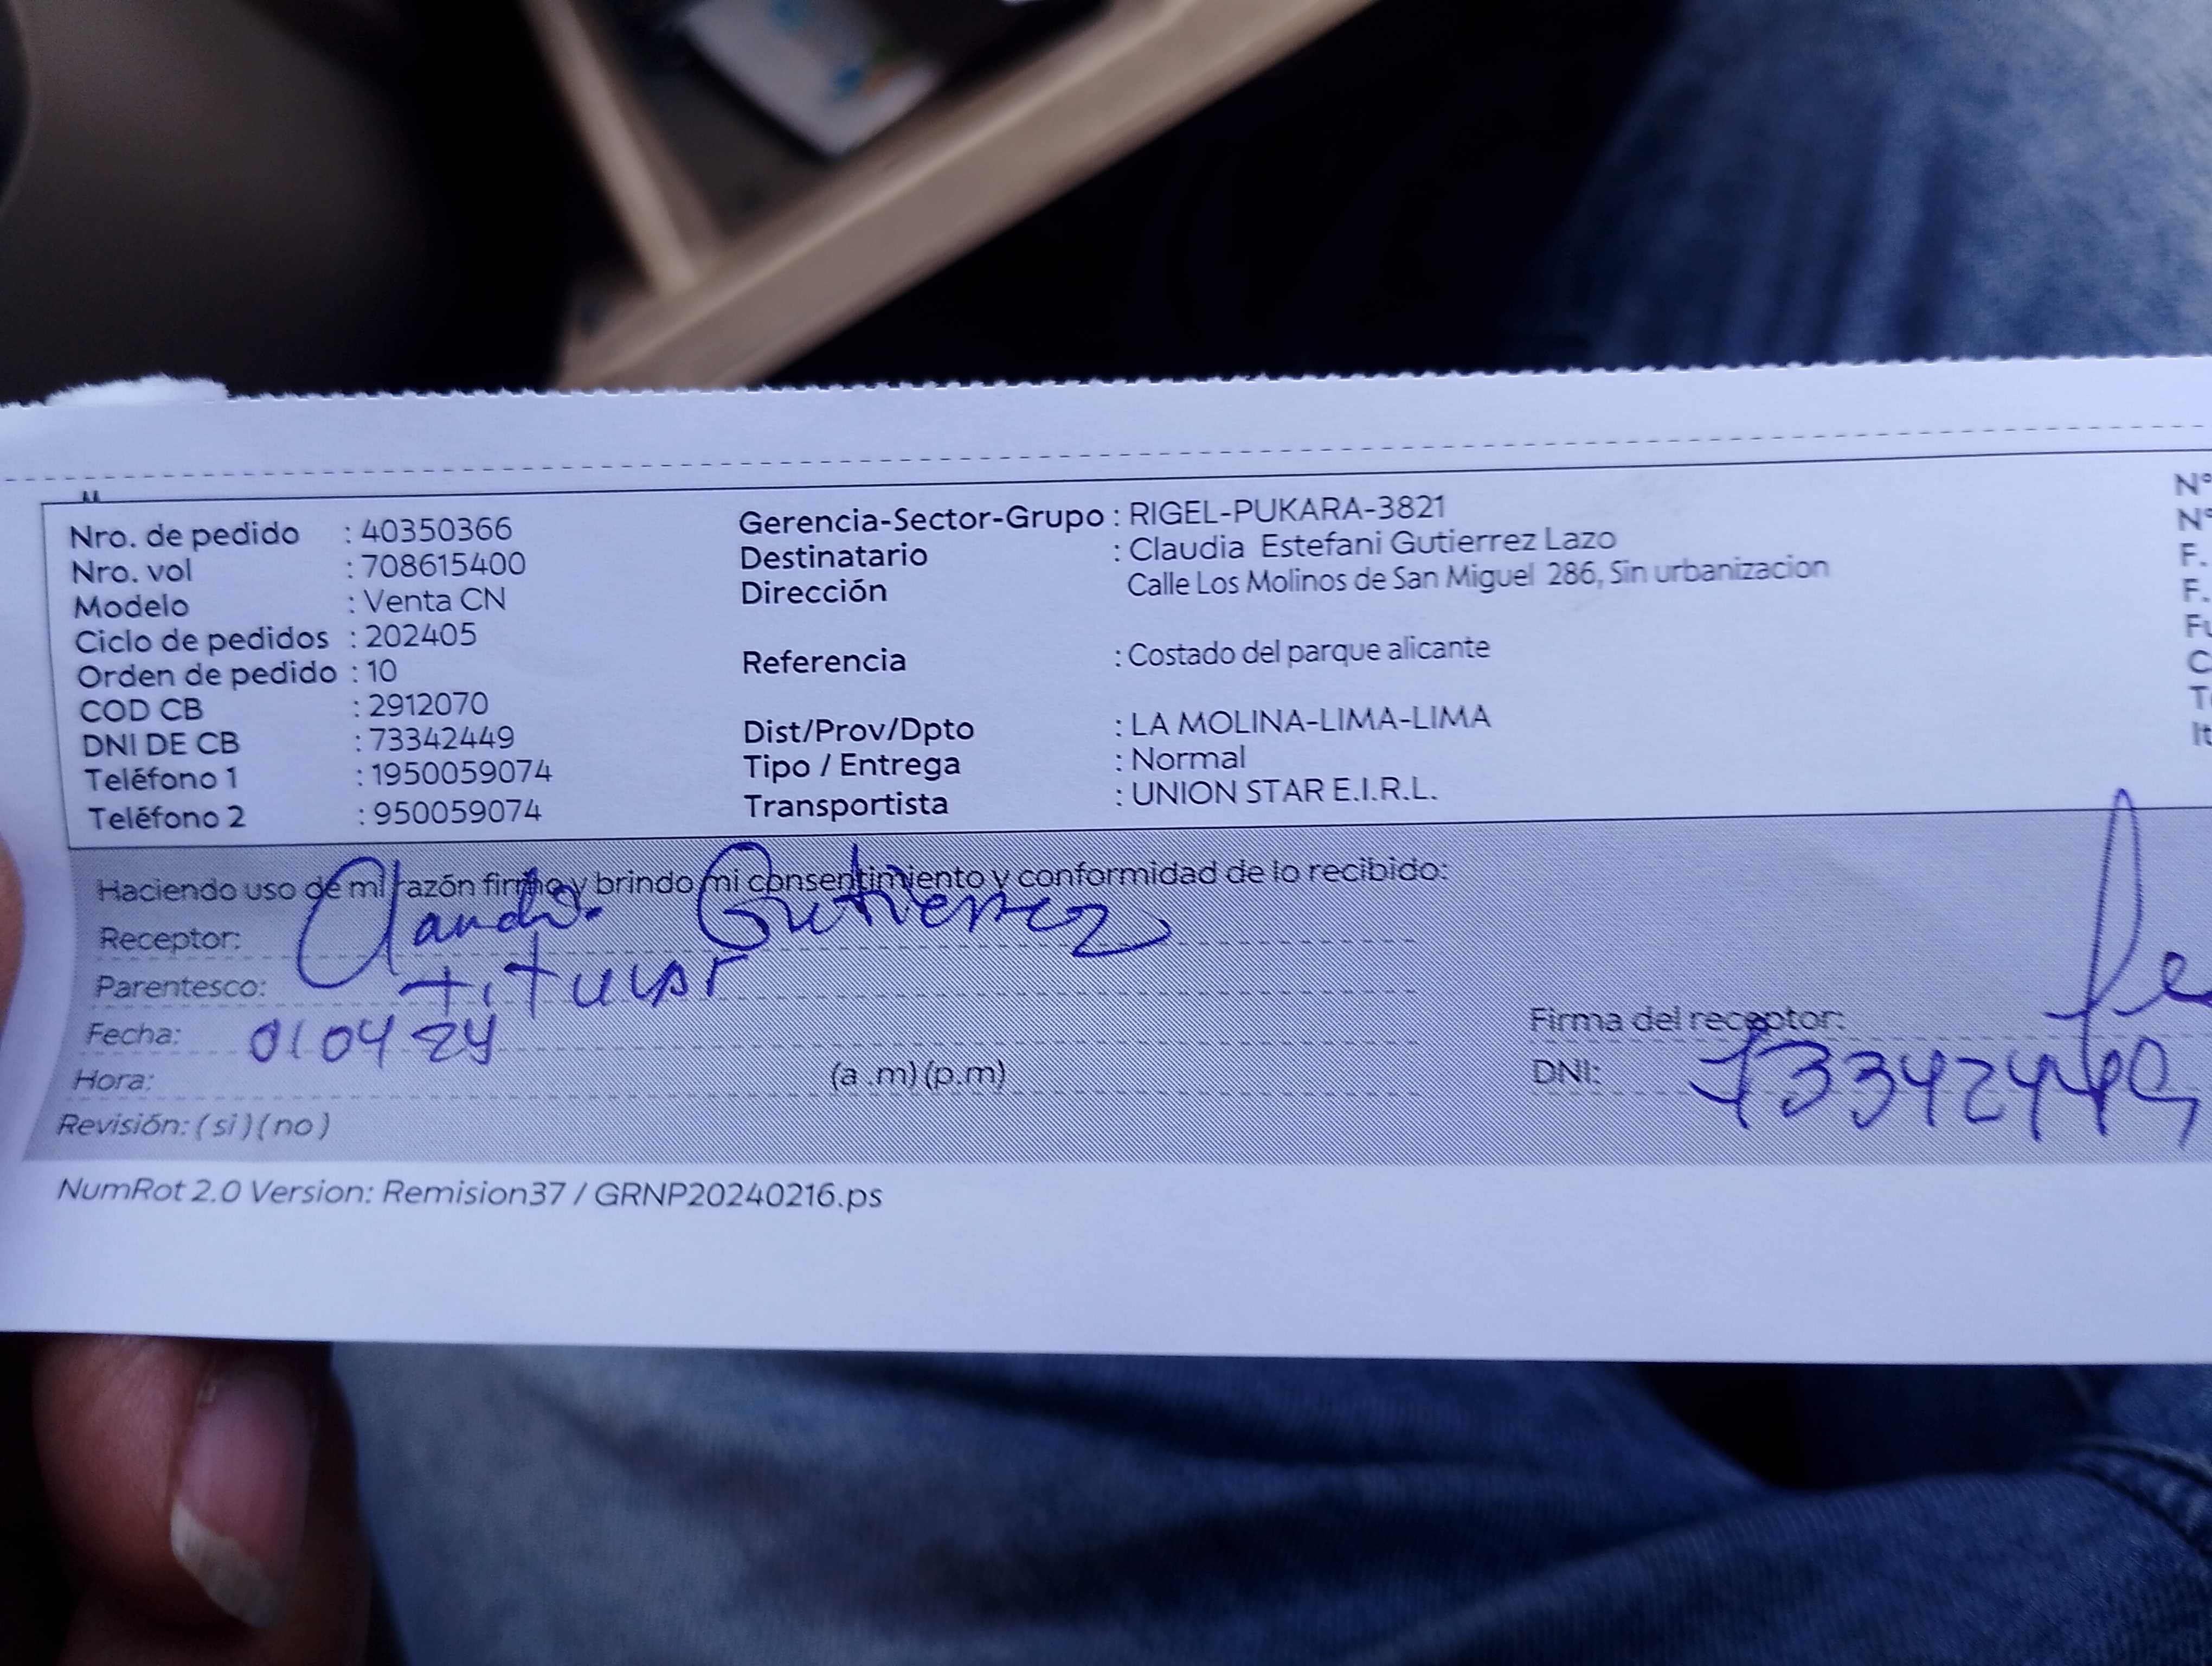 Nro. de pedido : 40350366
Nro. vol : 708615400
Modelo : Venta CN
Ciclo de pedidos : 202405
Orden de pedido : 10
COD CB : 2912070
DNI DE CB : 73342449
Teléfono 1 : 1950059074
Teléfono 2 : 950059074
Gerencia-Sector-Grupo : RIGEL-PUKARA-3821
Destinatario : Claudia Estefani Gutierrez Lazo
Dirección Calle Los Molinos de San Miguel 286, Sin urbanizacion
Referencia : Costado del parque alicante
Dist/Prov/Dpto : LA MOLINA-LIMA-LIMA
Tipo / Entrega : Normal
Transportista : UNION STAR E.I.R.L.
N°
N°
F.
F.
Haciendo uso de mi razón firmo y brindo mi consentimiento y conformidad de lo recibido:
Receptor: Claudia Gutierrez
Parentesco: titular
Fecha: 010424
Hora: (a .m) (p.m)
Revisión: ( si ) ( no )
Firma del receptor:
DNI: 73342449
NumRot 2.0 Version: Remision37 / GRNP20240216.ps